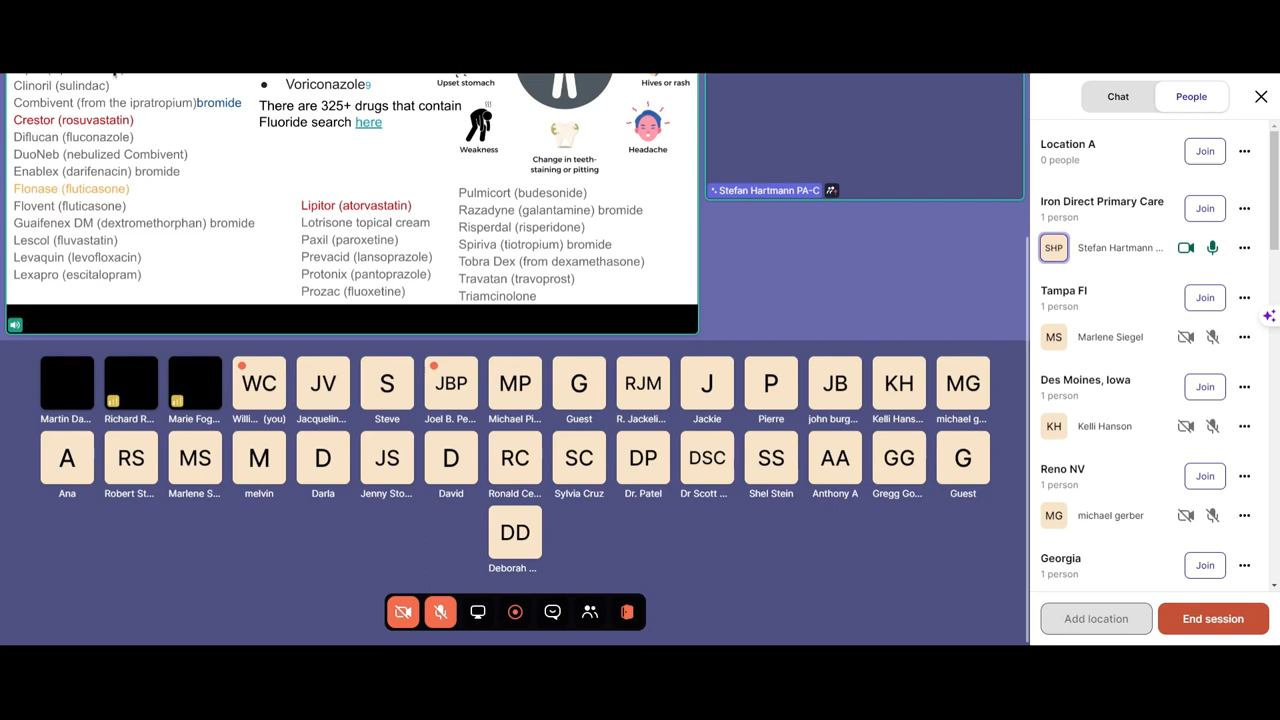 Clinoril (sulindac)
Combivent (from the ipratropium)bromide
Crestor (rosuvastatin)
Diflucan (fluconazole)
DuoNeb (nebulized Combivent)
Enablex (darifenacin) bromide
Flonase (fluticasone)
Flovent (fluticasone)
Guaifenex DM (dextromethorphan) bromide
Lescol (fluvastatin)
Levaquin (levofloxacin)
Lexapro (escitalopram)
● Voriconazole9
There are 325+ drugs that contain
Fluoride search here
Lipitor (atorvastatin)
Lotrisone topical cream
Paxil (paroxetine)
Prevacid (lansoprazole)
Protonix (pantoprazole)
Prozac (fluoxetine)
Upset stomach
Hives or rash
Weakness
Change in teeth-
staining or pitting
Headache
Pulmicort (budesonide)
Razadyne (galantamine) bromide
Risperdal (risperidone)
Spiriva (tiotropium) bromide
Tobra Dex (from dexamethasone)
Travatan (travoprost)
Triamcinolone
Stefan Hartmann PA-C
WC JV S JBP MP G RJM J P JB KH MG
Martin Da... Richard R... Marie Fog... Willi... (you) Jacquelin... Steve Joel B. Pe... Michael Pi... Guest R. Jackeli... Jackie Pierre john burg... Kelli Hans... michael g...
A RS MS M D JS D RC SC DP DSC SS AA GG G
Ana Robert St... Marlene S... melvin Darla Jenny Sto... David Ronald Ce... Sylvia Cruz Dr. Patel Dr Scott ... Shel Stein Anthony A Gregg Go... Guest
DD
Deborah ...
Chat People
Location A
0 people
Join
Iron Direct Primary Care
1 person
Join
SHP Stefan Hartmann ...
Tampa Fl
1 person
Join
MS Marlene Siegel
Des Moines, Iowa
1 person
Join
KH Kelli Hanson
Reno NV
1 person
Join
MG michael gerber
Georgia
1 person
Join
Add location End session